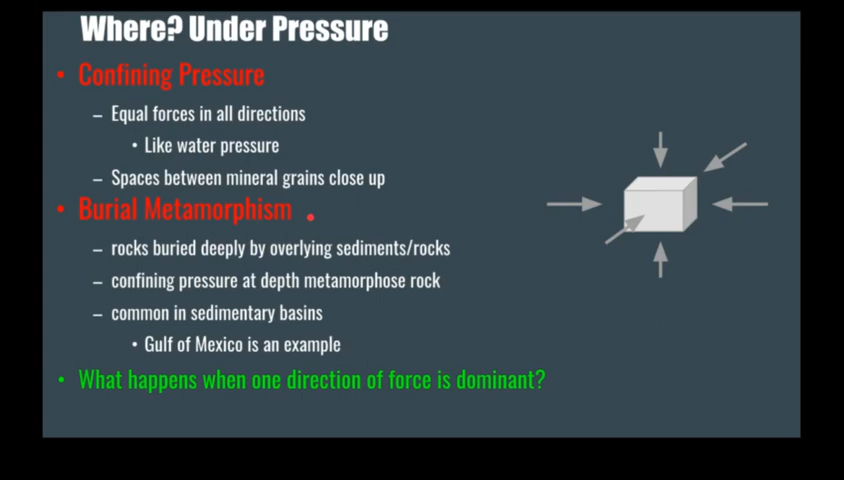 Where? Under Pressure
• Confining Pressure
– Equal forces in all directions
• Like water pressure
– Spaces between mineral grains close up
• Burial Metamorphism
– rocks buried deeply by overlying sediments/rocks
– confining pressure at depth metamorphose rock
– common in sedimentary basins
• Gulf of Mexico is an example
• What happens when one direction of force is dominant?